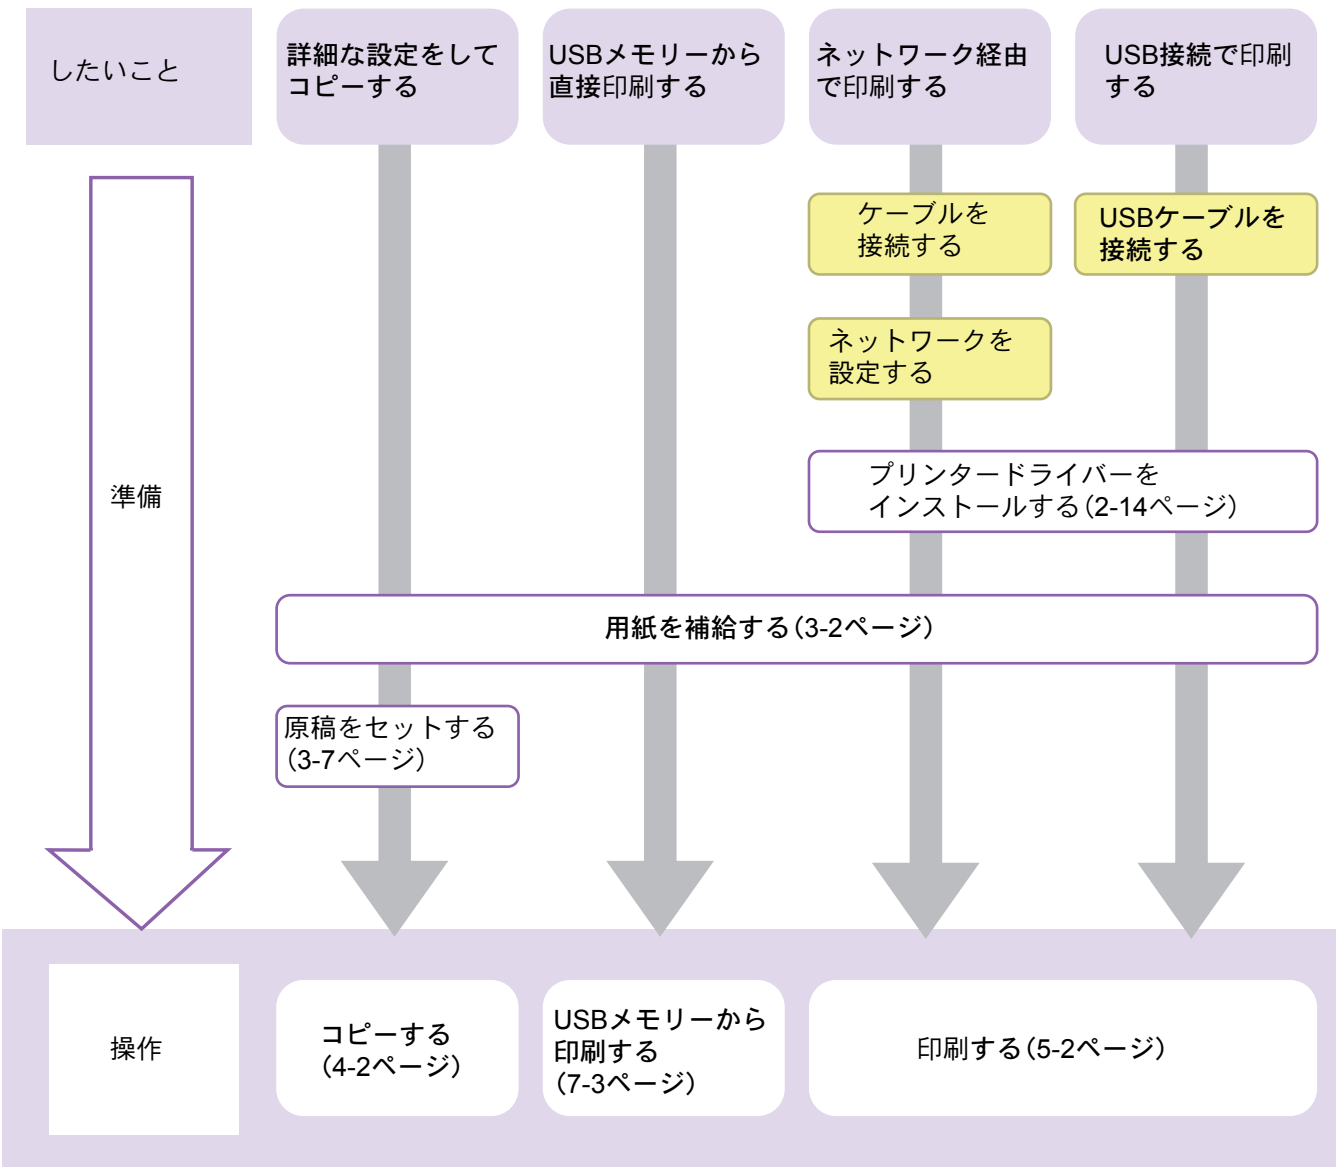 したいこと
詳細な設定をして
コピーする
USBメモリーから
直接印刷する
ネットワーク経由
で印刷する
USB接続で印刷
する
準備
ケーブルを
接続する
USBケーブルを
接続する
ネットワークを
設定する
プリンタードライバーを
インストールする(2-14ページ)
用紙を補給する(3-2ページ)
原稿をセットする
(3-7ページ)
操作
コピーする
(4-2ページ)
USBメモリーから
印刷する
(7-3ページ)
印刷する(5-2ページ)